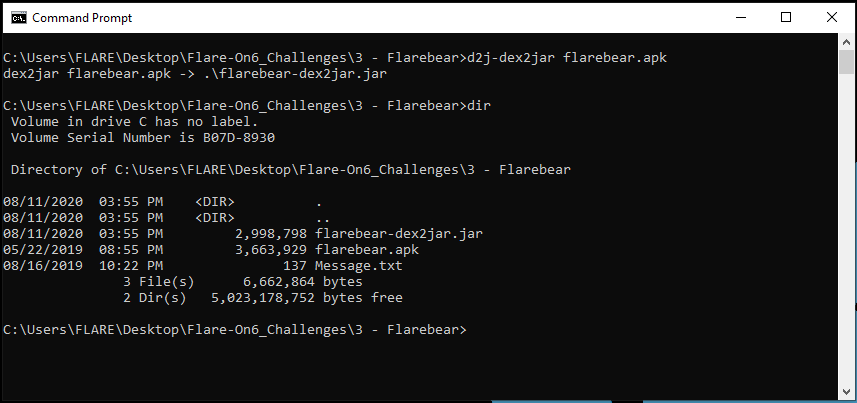 Command Prompt
C:\Users\FLARE\Desktop\Flare-On6_Challenges\3 - Flarebear>d2j-dex2jar flarebear.apk
dex2jar flarebear.apk -> .\flarebear-dex2jar.jar
C:\Users\FLARE\Desktop\Flare-On6_Challenges\3 - Flarebear>dir
Volume in drive C has no label.
Volume Serial Number is B07D-8930
Directory of C:\Users\FLARE\Desktop\Flare-On6_Challenges\3 - Flarebear
08/11/2020  03:55 PM    <DIR>          .
08/11/2020  03:55 PM    <DIR>          ..
08/11/2020  03:55 PM         2,998,798 flarebear-dex2jar.jar
05/22/2019  08:55 PM         3,663,929 flarebear.apk
08/16/2019  10:22 PM               137 Message.txt
3 File(s)      6,662,864 bytes
2 Dir(s)   5,023,178,752 bytes free
C:\Users\FLARE\Desktop\Flare-On6_Challenges\3 - Flarebear>